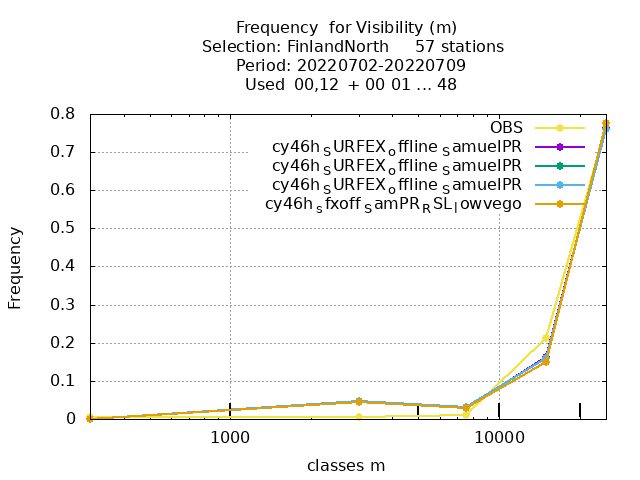 Frequency  for Visibility (m)
Selection: FinlandNorth     57 stations
Period: 20220702-20220709
Used  00,12  + 00 01 ... 48
OBS
cy46h_SURFEX_offline_SamuelPR
cy46h_SURFEX_offline_SamuelPR
cy46h_SURFEX_offline_SamuelPR
cy46h_sfxoff_SamPR_RSL_lowvego
Frequency
0.8
0.7
0.6
0.5
0.4
0.3
0.2
0.1
0
1000 10000
classes m